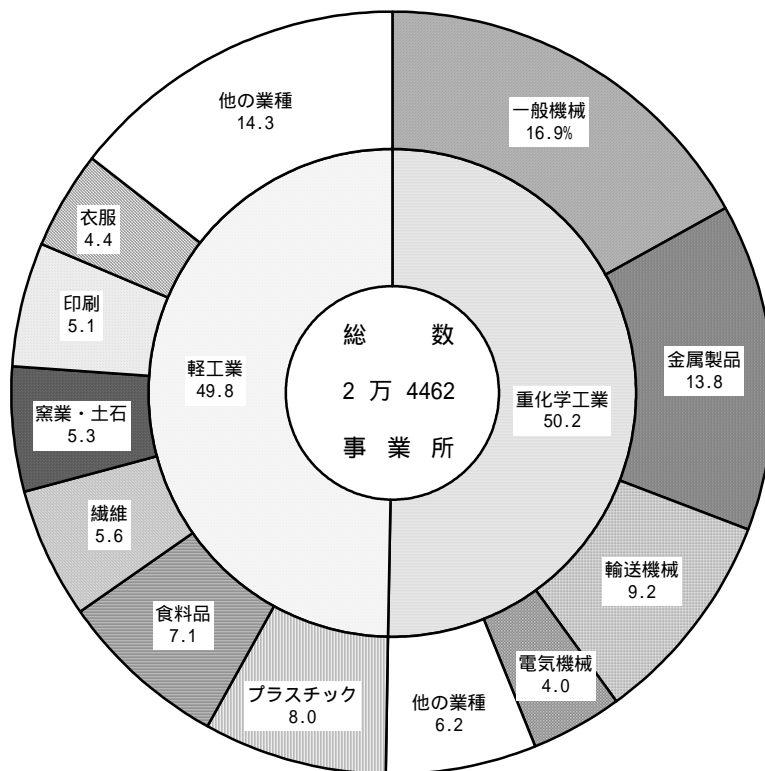 総数
2万4462
事業所
重化学工業
50.2
軽工業
49.8
一般機械
16.9%
金属製品
13.8
輸送機械
9.2
電気機械
4.0
他の業種
6.2
プラスチック
8.0
食料品
7.1
繊維
5.6
窯業・土石
5.3
印刷
5.1
衣服
4.4
他の業種
14.3